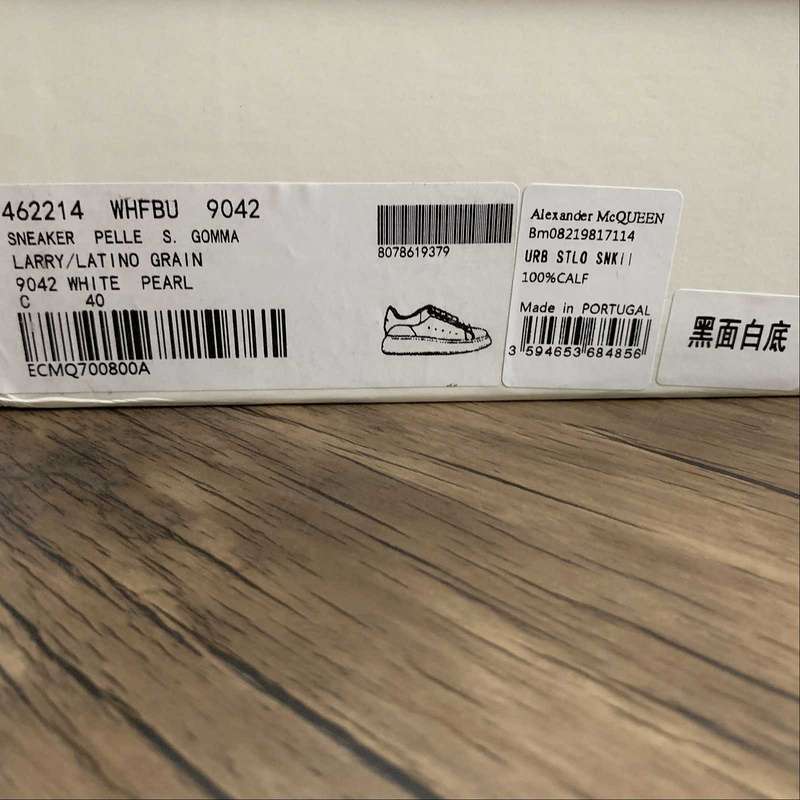 462214 WHFBU 9042
SNEAKER PELLE S. GOMMA
LARRY/LATINO GRAIN
9042 WHITE PEARL
C 40
ECMQ700800A
8078619379
Alexander McQUEEN
Bm08219817114
URB STLO SNKII
100%CALF
Made in PORTUGAL
3 594653 684856
黑面白底